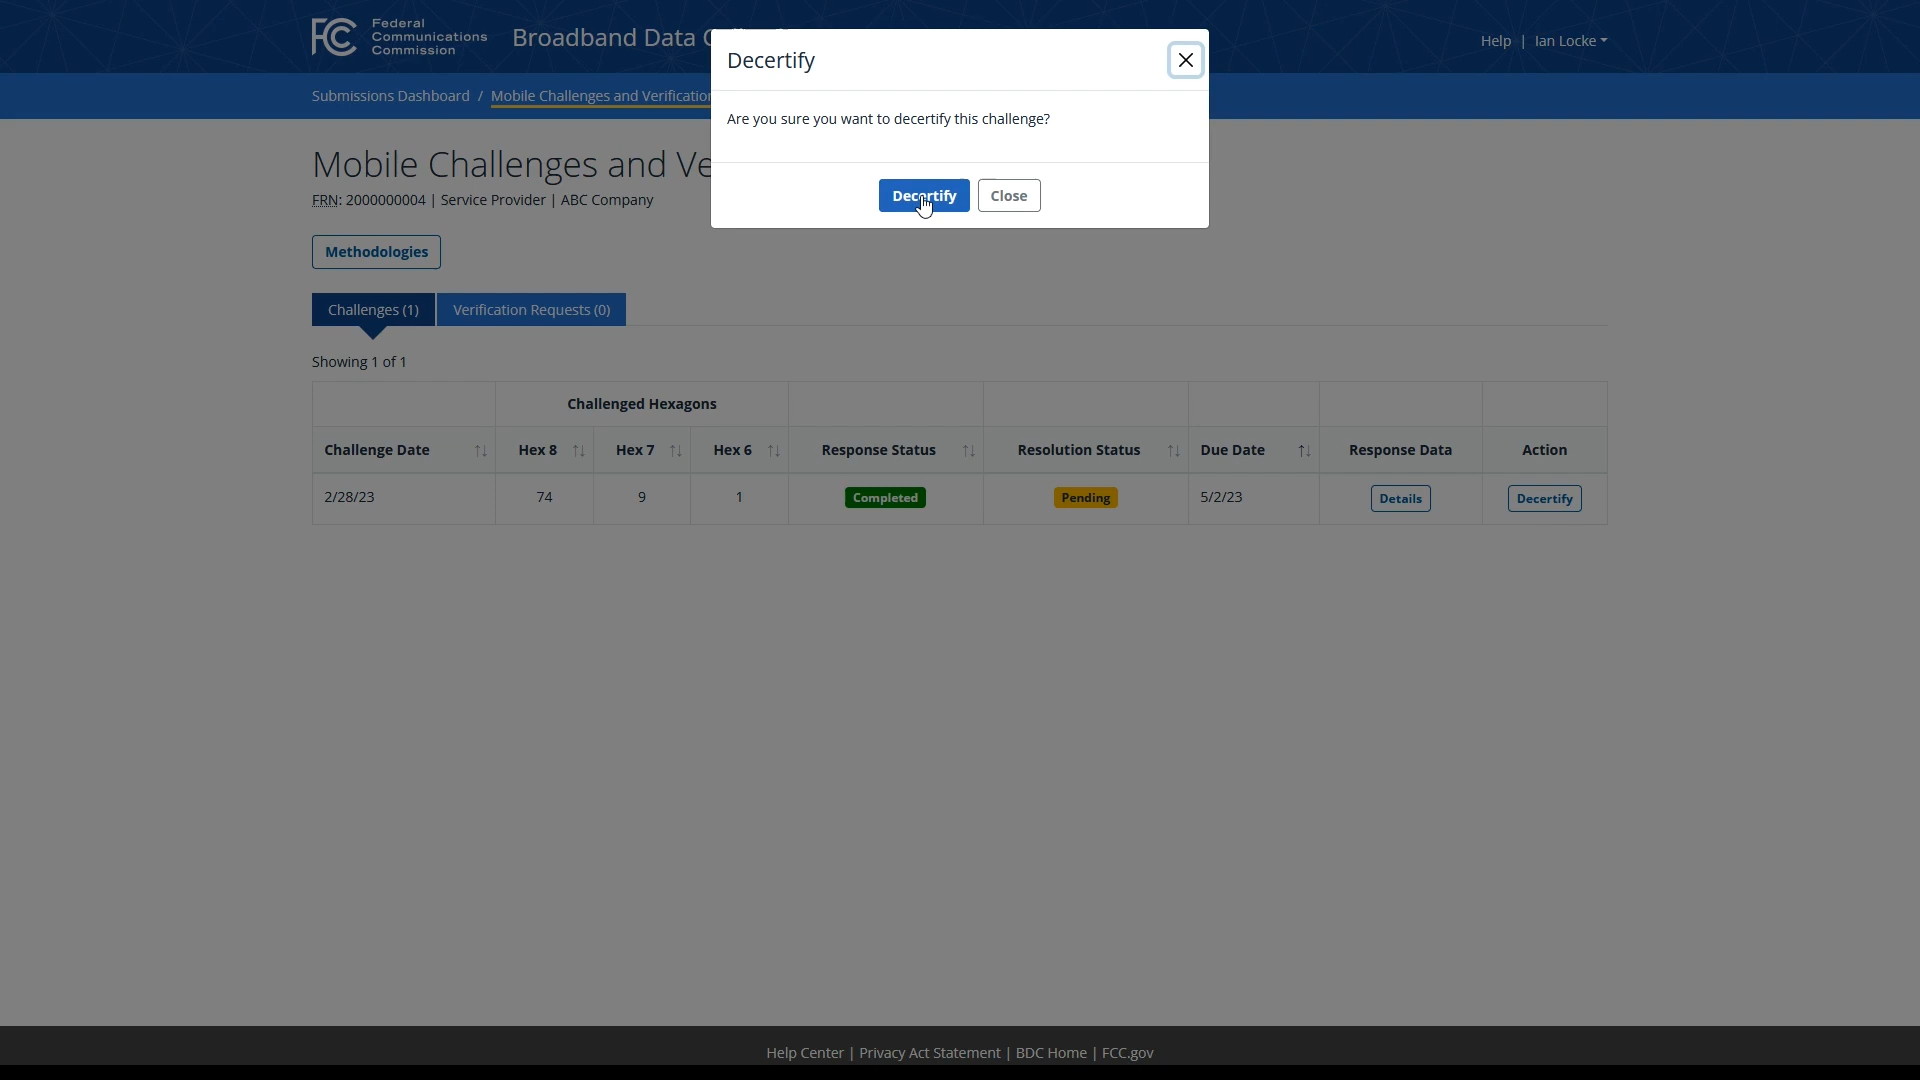 Federal
Communications
Commission
Broadband Data
Help | Ian Locke
Submissions Dashboard / Mobile Challenges and
Decertify
Are you sure you want to decertify this challenge?
Decertify
Close
Mobile Challenges and
FRN: 2000000004 | Service Provider | ABC Company
Methodologies
Challenges (1)
Verification Requests (0)
Showing 1 of 1
Challenged Hexagons
Challenge Date Hex 8 Hex 7 Hex 6 Response Status Resolution Status Due Date Response Data Action
2/28/23 74 9 1 Completed Pending 5/2/23 Details Decertify
Help Center | Privacy Act Statement | BDC Home | FCC.gov